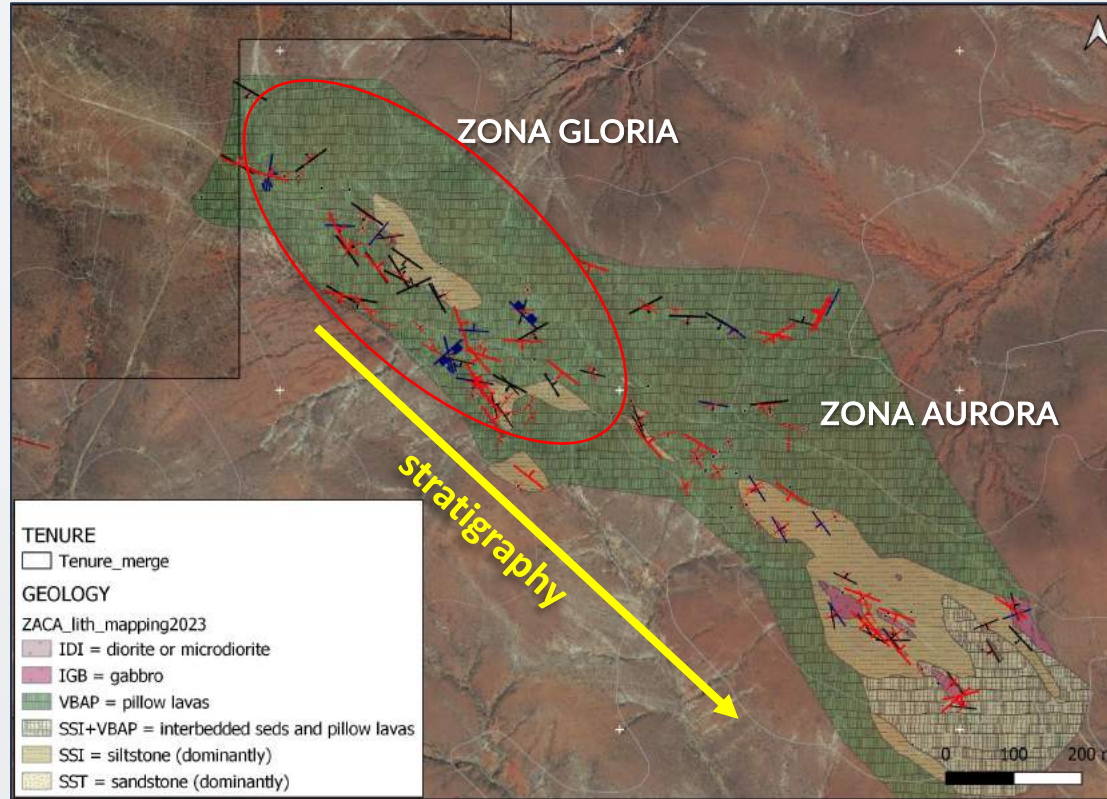 ZONA GLORIA
ZONA AURORA
stratigraphy
TENURE
Tenure_merge
GEOLOGY
ZACA_lith_mapping2023
IDI = diorite or microdiorite
IGB = gabbro
VBAP = pillow lavas
SSI+VBAP = interbedded seds and pillow lavas
SSI = siltstone (dominantly)
SST = sandstone (dominantly)
0 100 200 m